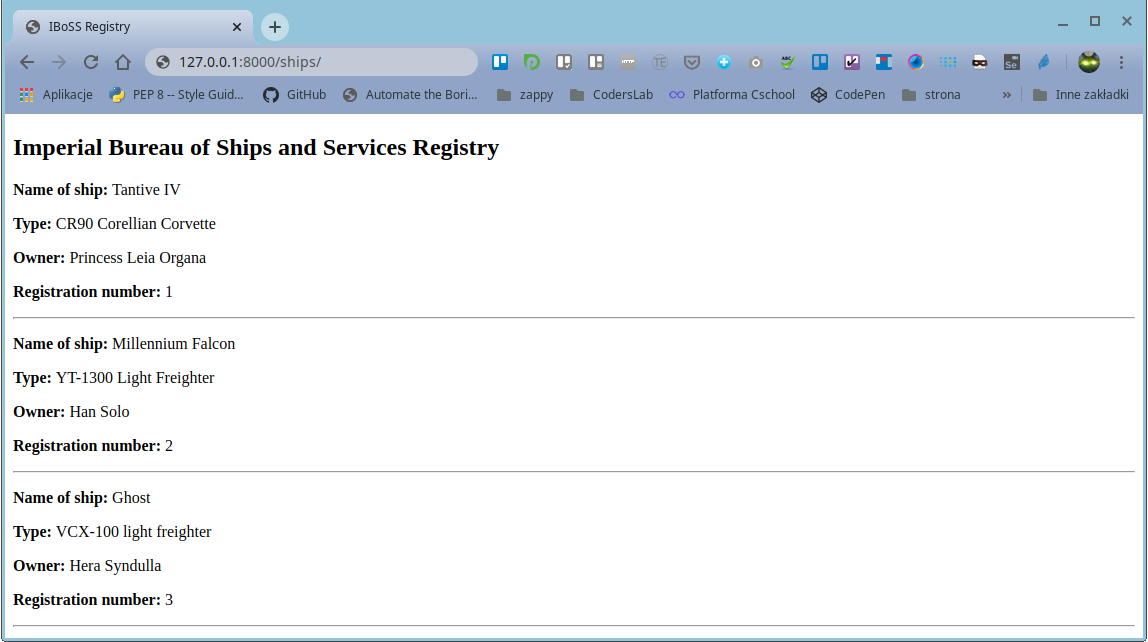 IBoSS Registry
127.0.0.1:8000/ships/
Aplikacje PEP 8 -- Style Guid... GitHub Automate the Bori... zappy CodersLab Platforma Cschool CodePen strona » Inne zakładki
Imperial Bureau of Ships and Services Registry
Name of ship: Tantive IV
Type: CR90 Corellian Corvette
Owner: Princess Leia Organa
Registration number: 1
Name of ship: Millennium Falcon
Type: YT-1300 Light Freighter
Owner: Han Solo
Registration number: 2
Name of ship: Ghost
Type: VCX-100 light freighter
Owner: Hera Syndulla
Registration number: 3